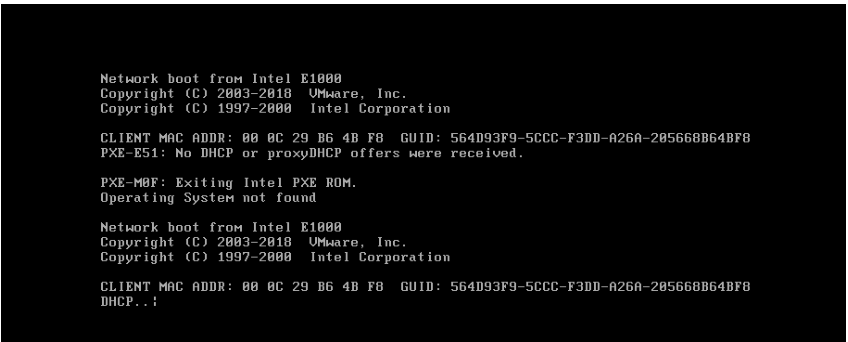 Network boot from Intel E1000
Copyright (C) 2003-2018  VMware, Inc.
Copyright (C) 1997-2000  Intel Corporation
CLIENT MAC ADDR: 00 0C 29 B6 4B F8  GUID: 564D93F9-5CCC-F3DD-A26A-205668B64BF8
PXE-E51: No DHCP or proxyDHCP offers were received.
PXE-M0F: Exiting Intel PXE ROM.
Operating System not found
Network boot from Intel E1000
Copyright (C) 2003-2018  VMware, Inc.
Copyright (C) 1997-2000  Intel Corporation
CLIENT MAC ADDR: 00 0C 29 B6 4B F8  GUID: 564D93F9-5CCC-F3DD-A26A-205668B64BF8
DHCP..¦